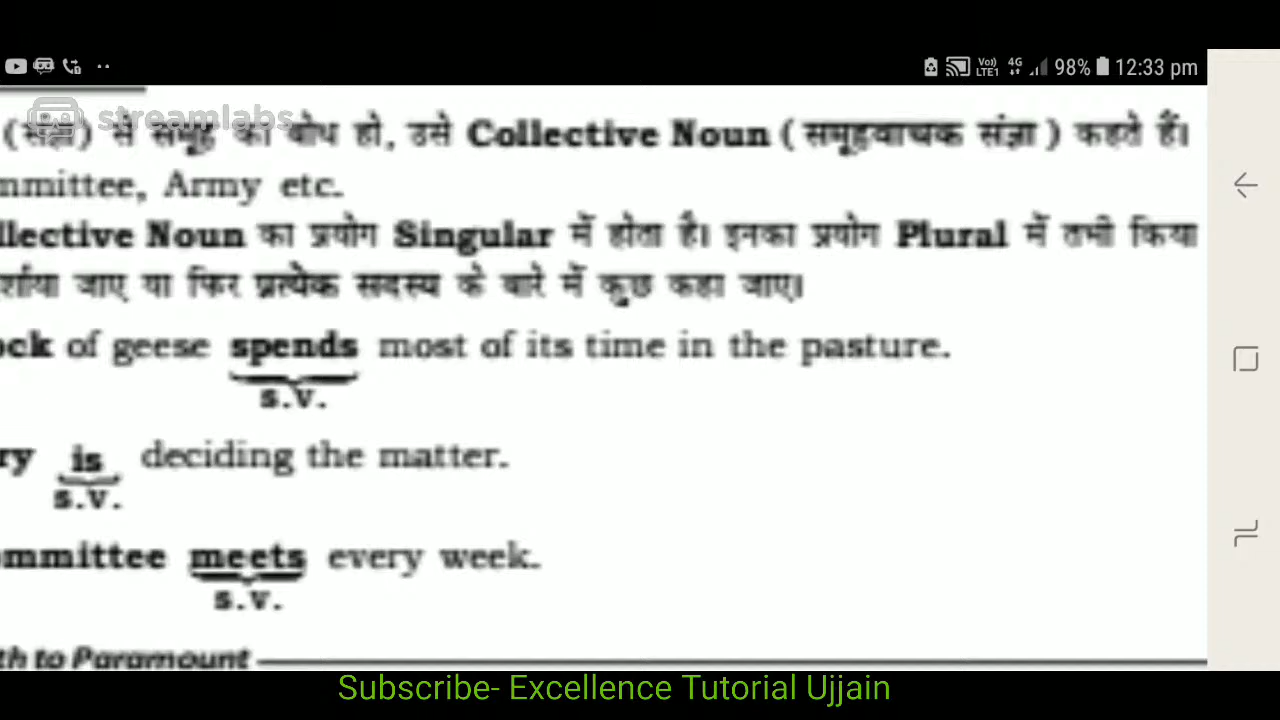 98% 12:33 pm
streamlabs
(संज्ञा) से समूह का बोध हो, उसे Collective Noun (समूहवाचक संज्ञा) कहते हैं।
mmittee, Army etc.
llective Noun का प्रयोग Singular में होता है। इनका प्रयोग Plural में तभी किया
र्शाया जाए या फिर प्रत्येक सदस्य के बारे में कुछ कहा जाए।
ock of geese spends most of its time in the pasture.
s.v.
ry is deciding the matter.
s.v.
ommittee meets every week.
s.v.
th to Paramount
Subscribe- Excellence Tutorial Ujjain